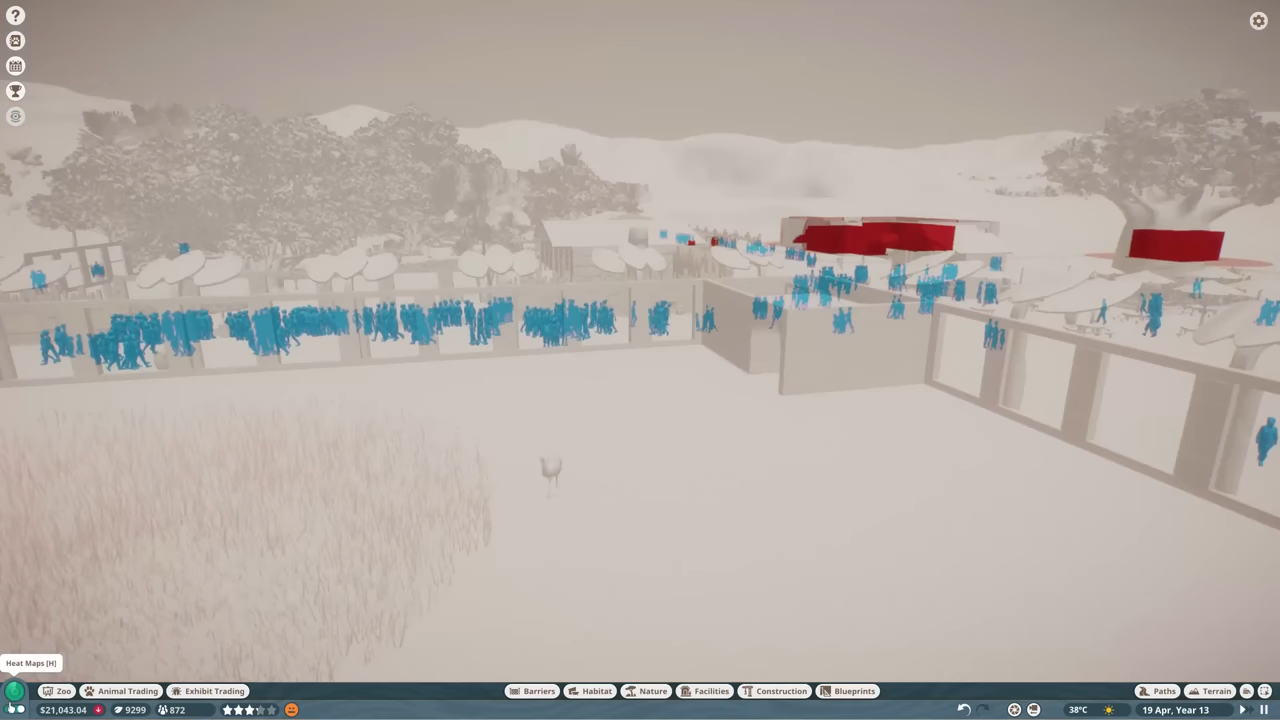 Heat Maps [H]
Zoo
Animal Trading
Exhibit Trading
Barriers
Habitat
Nature
Facilities
Construction
Blueprints
Paths
Terrain
$21,043.04
9299
872
38°C
19 Apr, Year 13